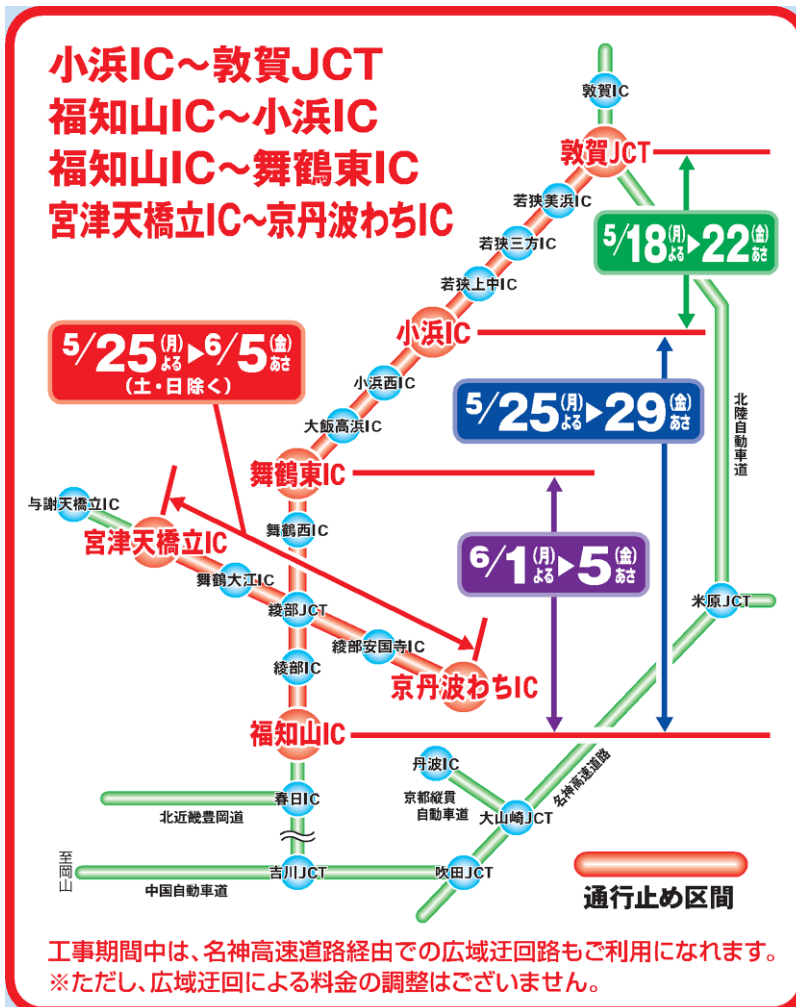 小浜IC～敦賀JCT
福知山IC～小浜IC
福知山IC～舞鶴東IC
宮津天橋立IC～京丹波わちIC
敦賀IC
敦賀JCT
若狭美浜IC
若狭三方IC
若狭上中IC
小浜IC
小浜西IC
大飯高浜IC
舞鶴東IC
舞鶴西IC
与謝天橋立IC
宮津天橋立IC
舞鶴大江IC
綾部JCT
綾部安国寺IC
綾部IC
京丹波わちIC
福知山IC
5/18(月)よる▶22(金)あさ
5/25(月)よる▶6/5(金)あさ
(土・日除く)
5/25(月)よる▶29(金)あさ
6/1(月)よる▶5(金)あさ
北陸自動車道
米原JCT
名神高速道路
丹波IC
京都縦貫
自動車道
大山崎JCT
春日IC
北近畿豊岡道
至岡山
中国自動車道
吉川JCT
吹田JCT
通行止め区間
工事期間中は、名神高速道路経由での広域迂回路もご利用になれます。
※ただし、広域迂回による料金の調整はございません。